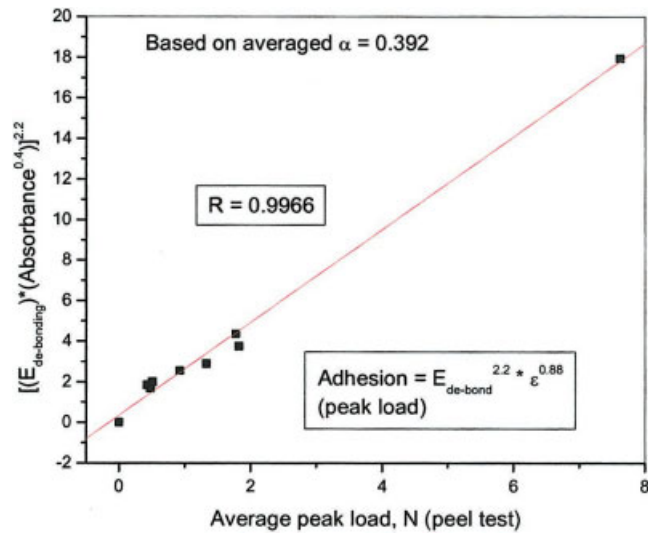 20
18
16
14
12
10
8
6
4
2
0
-2
[(E_de-bonding)*(Absorbance^0.4)]^2.2
Based on averaged α = 0.392
R = 0.9966
Adhesion = E_de-bond^2.2 * ε^0.88
(peak load)
0 2 4 6 8
Average peak load, N (peel test)